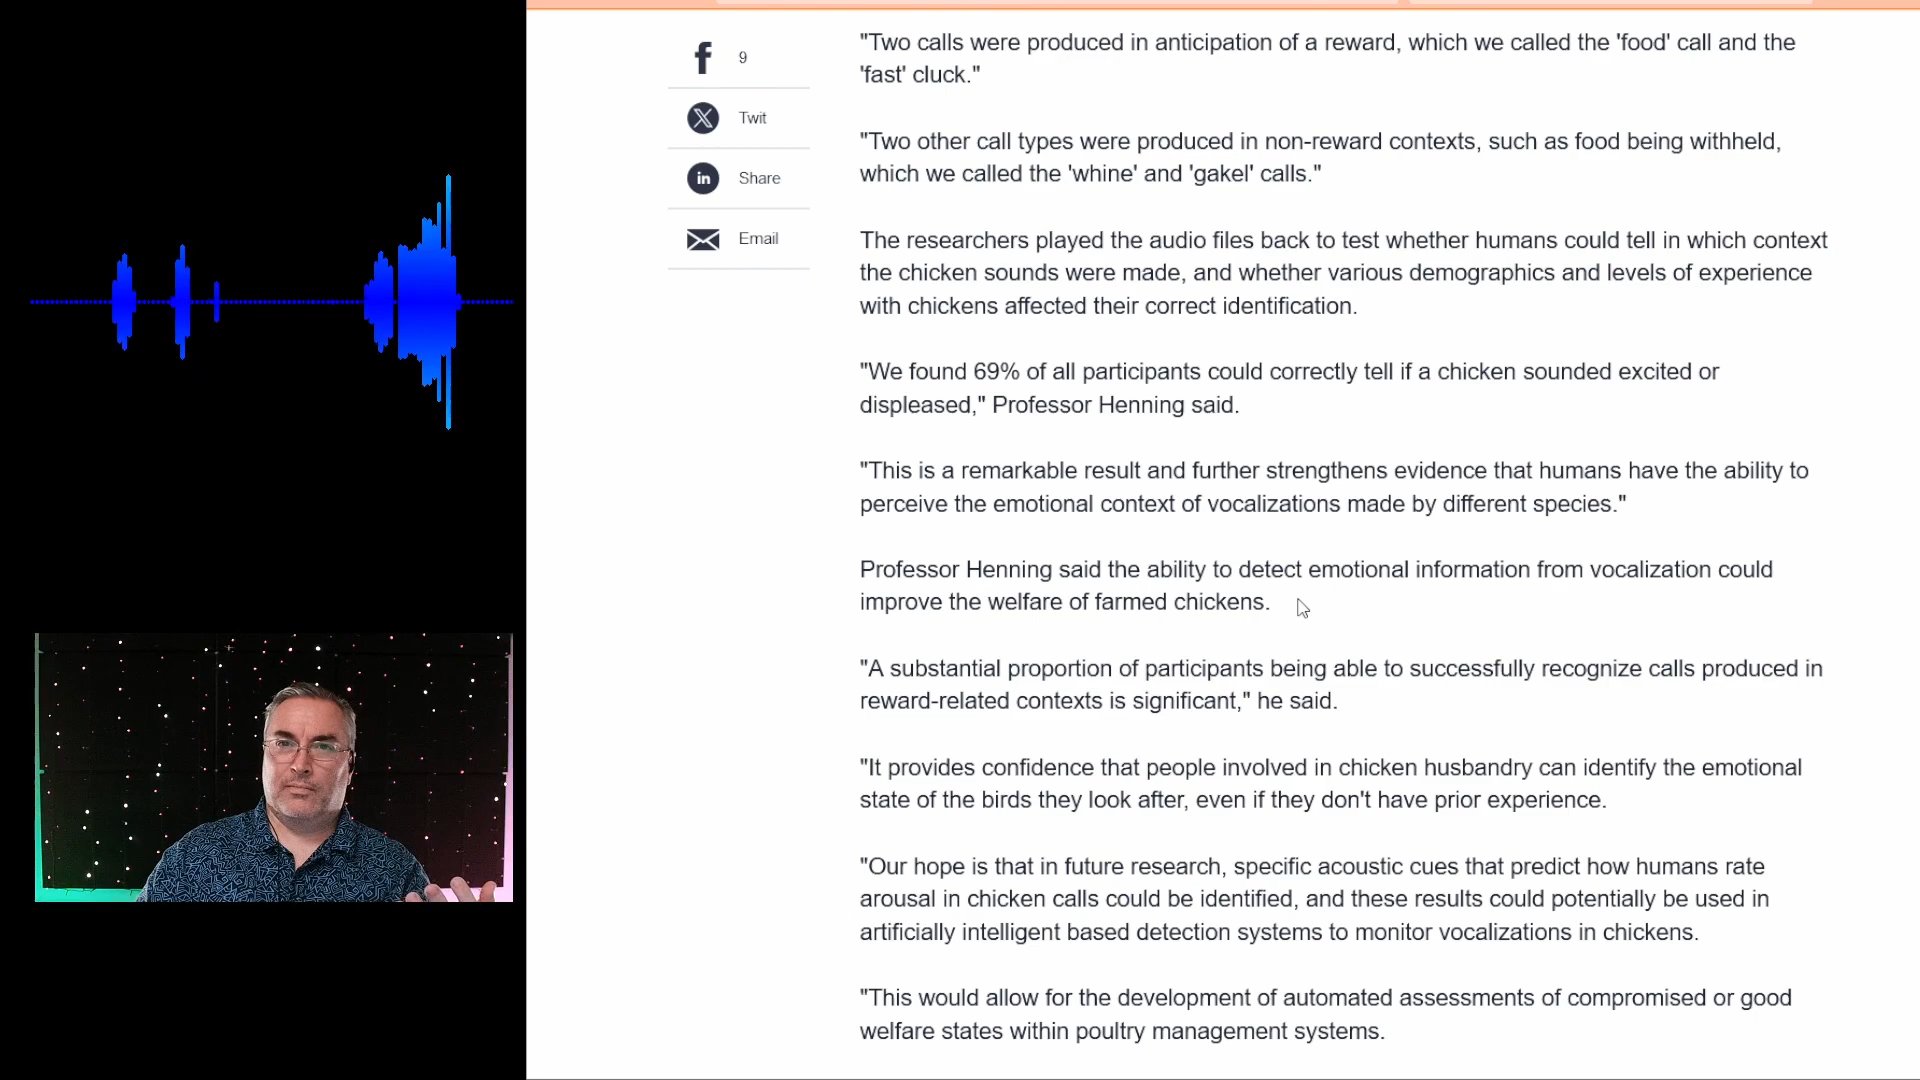 9
Twit
in
Share
Email
"Two calls were produced in anticipation of a reward, which we called the 'food' call and the
'fast' cluck."
"Two other call types were produced in non-reward contexts, such as food being withheld,
which we called the 'whine' and 'gakel' calls."
The researchers played the audio files back to test whether humans could tell in which context
the chicken sounds were made, and whether various demographics and levels of experience
with chickens affected their correct identification.
"We found 69% of all participants could correctly tell if a chicken sounded excited or
displeased," Professor Henning said.
"This is a remarkable result and further strengthens evidence that humans have the ability to
perceive the emotional context of vocalizations made by different species."
Professor Henning said the ability to detect emotional information from vocalization could
improve the welfare of farmed chickens.
"A substantial proportion of participants being able to successfully recognize calls produced in
reward-related contexts is significant," he said.
"It provides confidence that people involved in chicken husbandry can identify the emotional
state of the birds they look after, even if they don't have prior experience.
"Our hope is that in future research, specific acoustic cues that predict how humans rate
arousal in chicken calls could be identified, and these results could potentially be used in
artificially intelligent based detection systems to monitor vocalizations in chickens.
"This would allow for the development of automated assessments of compromised or good
welfare states within poultry management systems.